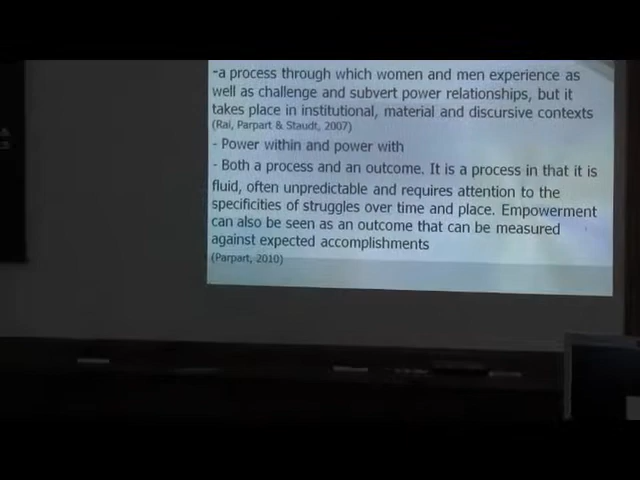 -a process through which women and men experience as
well as challenge and subvert power relationships, but it
takes place in institutional, material and discursive contexts
(Rai, Parpart & Staudt, 2007)
- Power within and power with
- Both a process and an outcome. It is a process in that it is
fluid, often unpredictable and requires attention to the
specificities of struggles over time and place. Empowerment
can also be seen as an outcome that can be measured
against expected accomplishments
(Parpart, 2010)